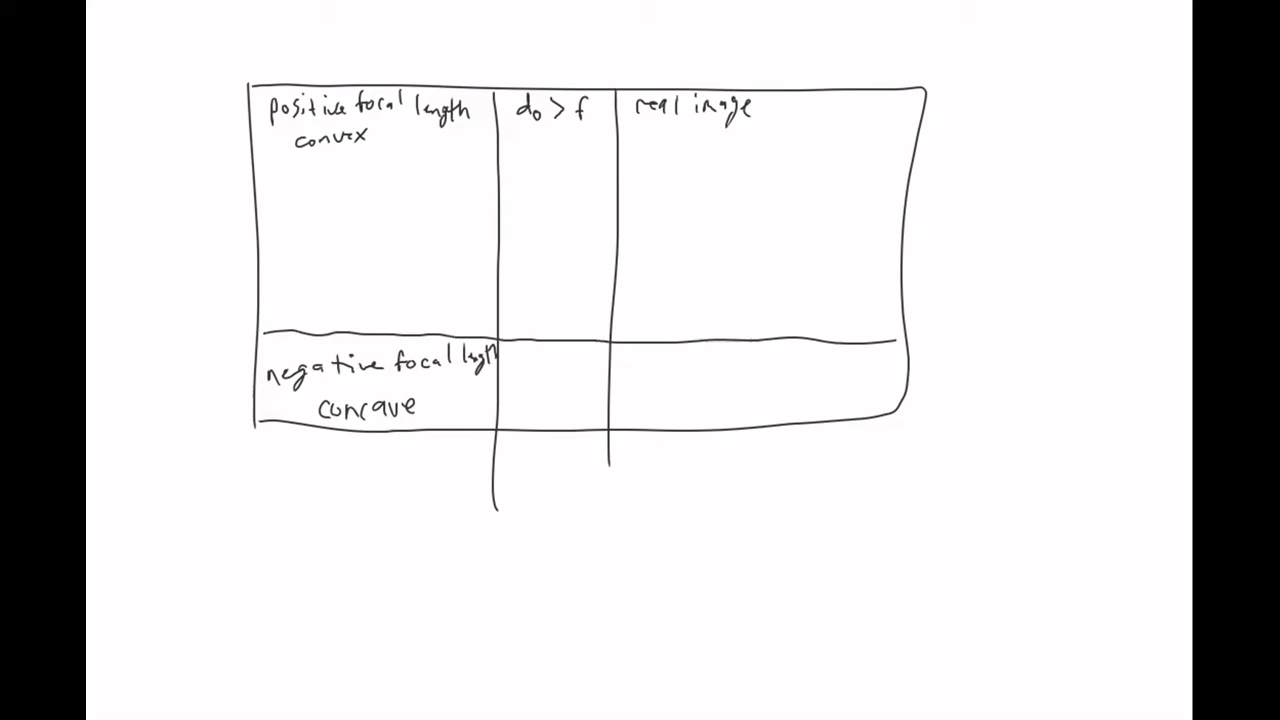 positive focal length
convex
do > f
real image
negative focal length
concave